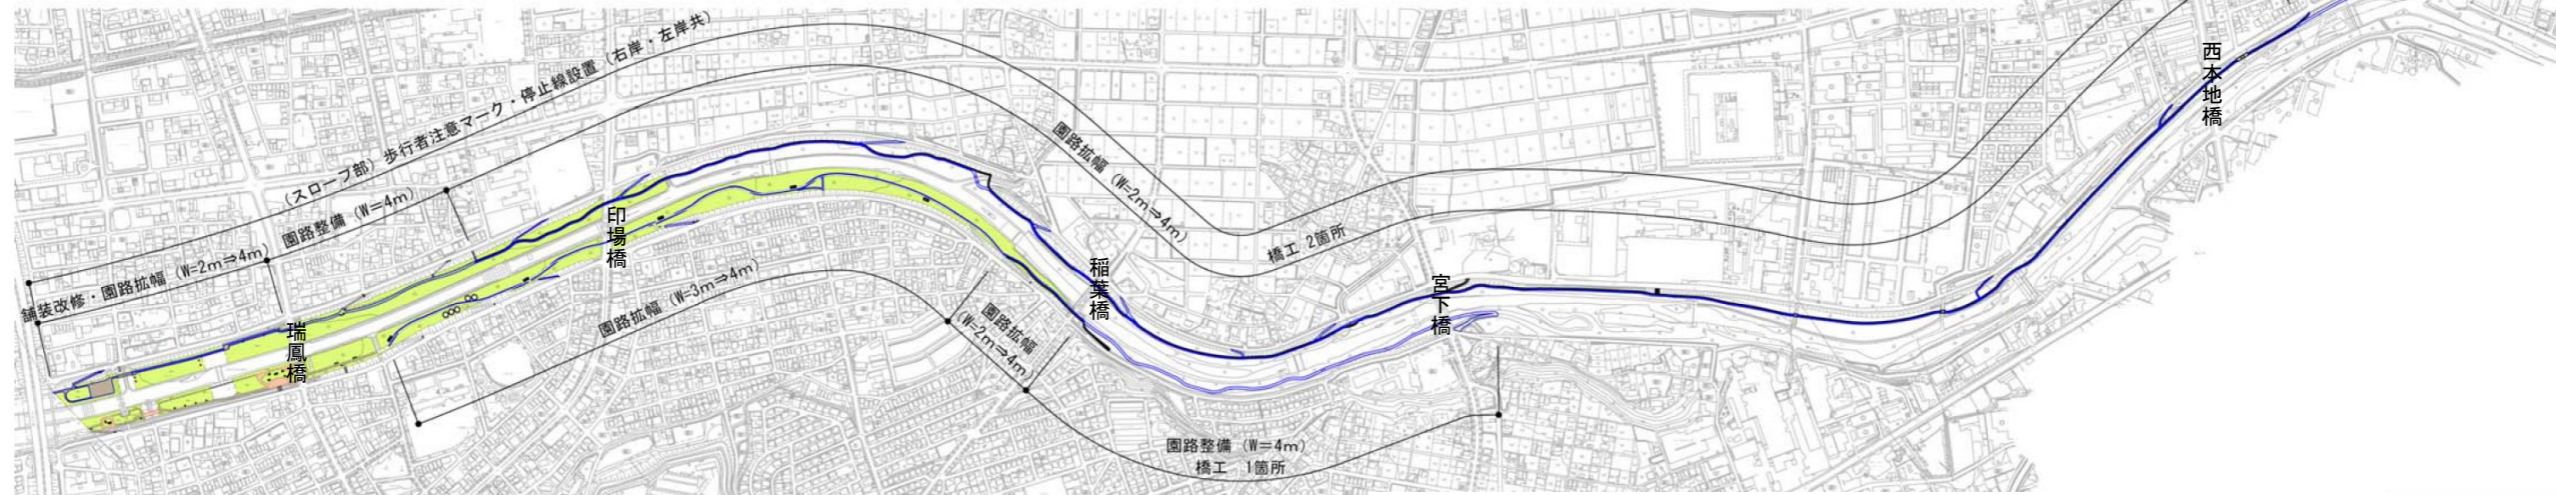 (スロープ部)歩行者注意マーク・停止線設置(右岸・左岸共)
舗装改修・園路拡幅(W=2m⇒4m)
園路整備(W=4m)
園路拡幅(W=2m⇒4m)
橋工 2箇所
西本地橋
印場橋
稲葉橋
宮下橋
瑞鳳橋
園路拡幅(W=3m⇒4m)
園路拡幅
(W=2m⇒4m)
園路整備(W=4m)
橋工 1箇所